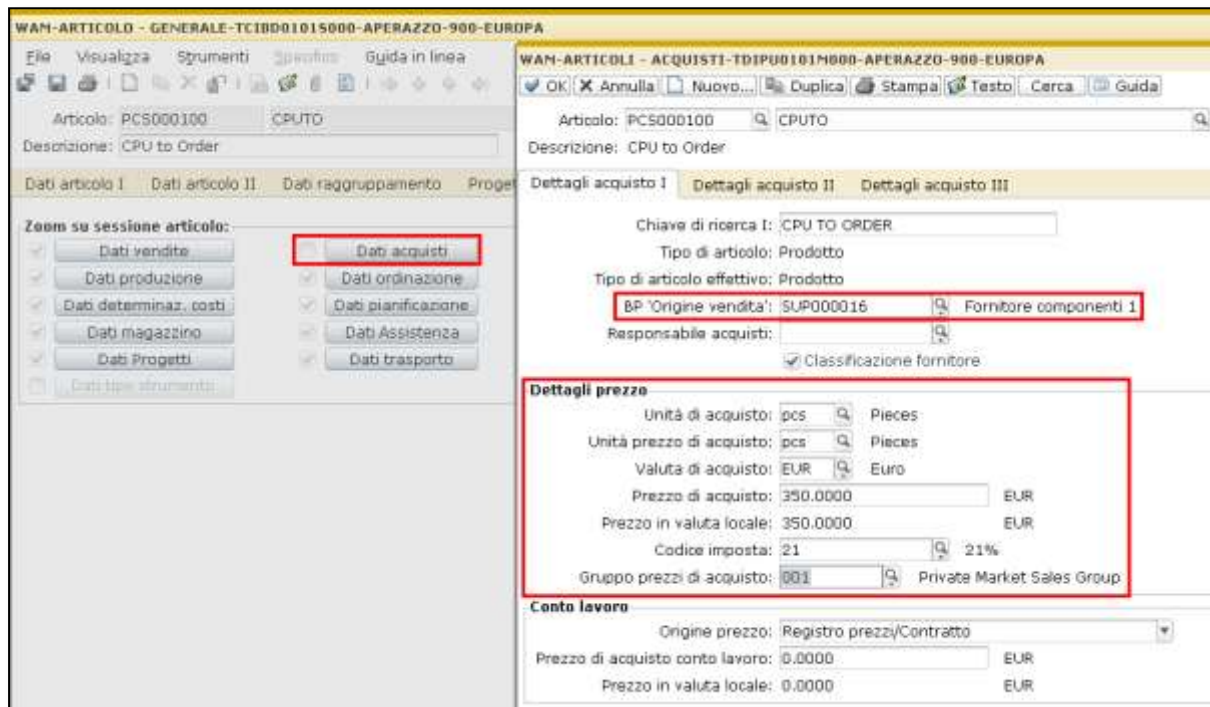 WAM-ARTICOLO - GENERALE-TCIBD0101S000-APERAZZO-900-EUROPA
File Visualizza Strumenti Specifico Guida in linea
Articolo: PCS000100 CPUTO
Descrizione: CPU to Order
Dati articolo I Dati articolo II Dati raggruppamento Proget
Zoom su sessione articolo:
Dati vendite Dati acquisti
Dati produzione Dati ordinazione
Dati determinaz. costi Dati pianificazione
Dati magazzino Dati Assistenza
Dati Progetti Dati trasporto
Dati tipo strumento
WAM-ARTICOLI - ACQUISTI-TDIPU0101M000-APERAZZO-900-EUROPA
OK Annulla Nuovo... Duplica Stampa Testo Cerca Guida
Articolo: PCS000100 CPUTO
Descrizione: CPU to Order
Dettagli acquisto I Dettagli acquisto II Dettagli acquisto III
Chiave di ricerca I: CPU TO ORDER
Tipo di articolo: Prodotto
Tipo di articolo effettivo: Prodotto
BP 'Origine vendita': SUP000016 Fornitore componenti 1
Responsabile acquisti:
Classificazione fornitore
Dettagli prezzo
Unità di acquisto: pcs Pieces
Unità prezzo di acquisto: pcs Pieces
Valuta di acquisto: EUR Euro
Prezzo di acquisto: 350.0000 EUR
Prezzo in valuta locale: 350.0000 EUR
Codice imposta: 21 21%
Gruppo prezzi di acquisto: 001 Private Market Sales Group
Conto lavoro
Origine prezzo: Registro prezzi/Contratto
Prezzo di acquisto conto lavoro: 0.0000 EUR
Prezzo in valuta locale: 0.0000 EUR